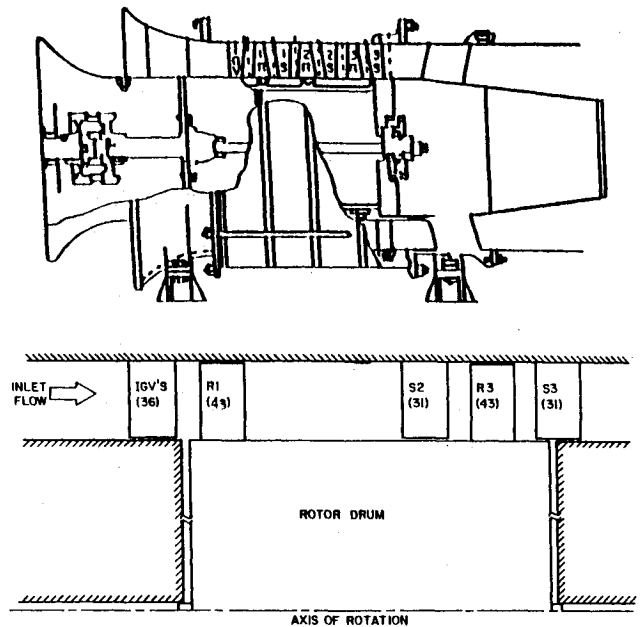 IGV'S R1 S2 R3 S3
(36) (43) (31) (43) (31)
INLET
FLOW
ROTOR DRUM
AXIS OF ROTATION